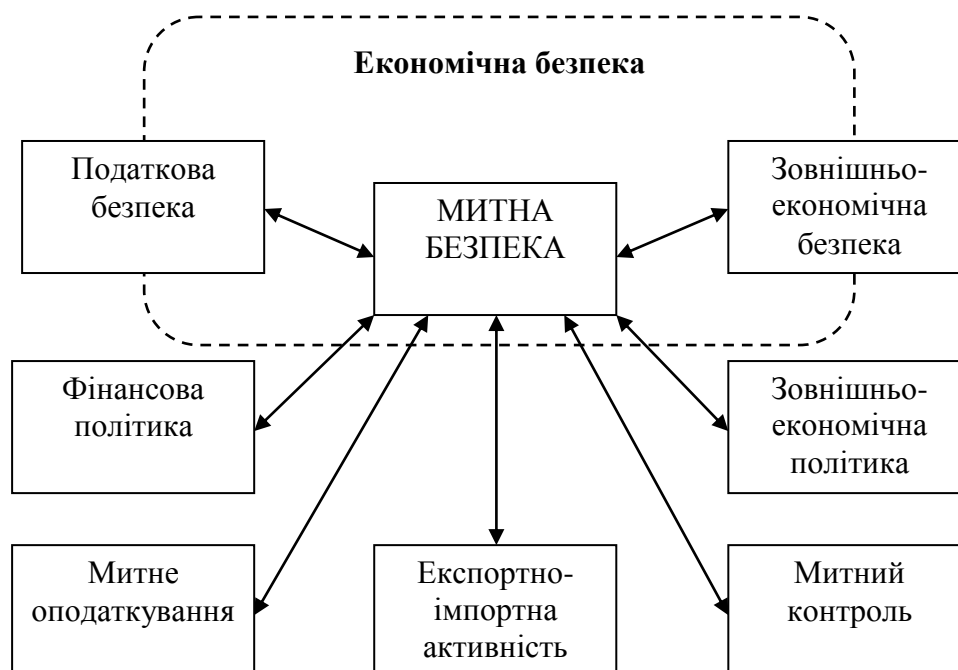 Економічна безпека
Податкова
безпека
МИТНА
БЕЗПЕКА
Зовнішньо-
економічна
безпека
Фінансова
політика
Зовнішньо-
економічна
політика
Митне
оподаткування
Експортно-
імпортна
активність
Митний
контроль